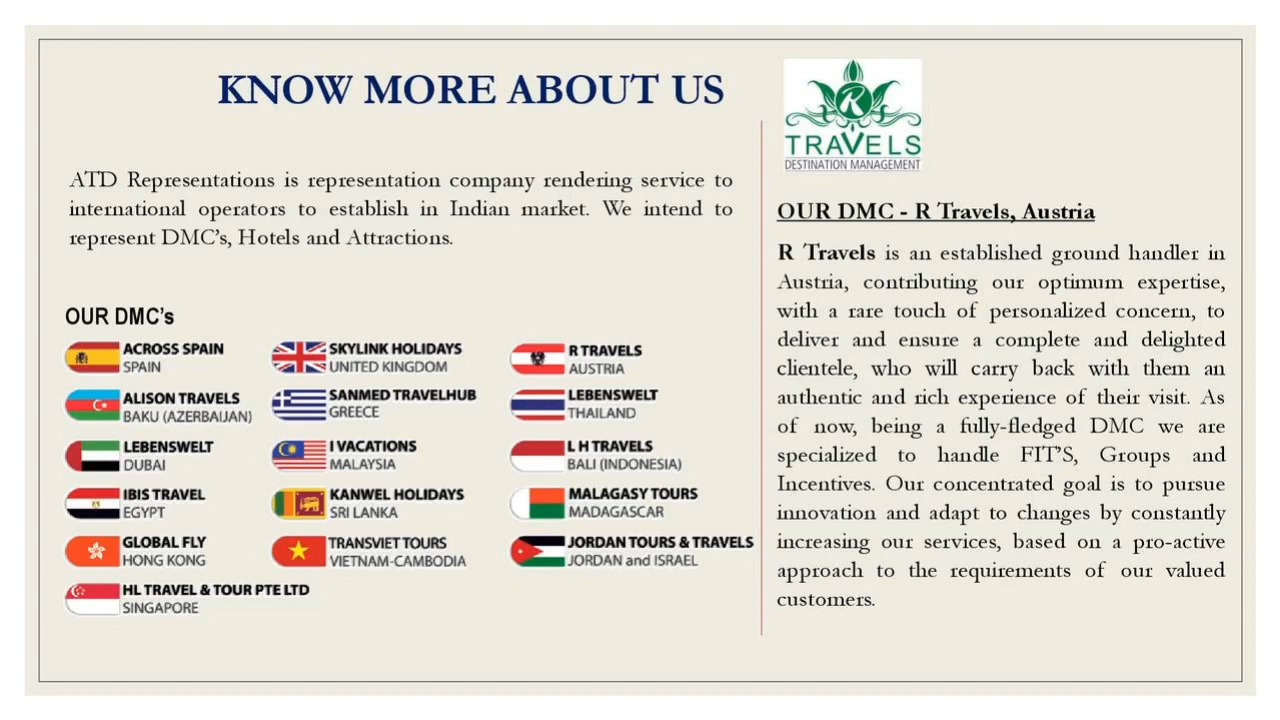 KNOW MORE ABOUT US
ATD Representations is representation company rendering service to
international operators to establish in Indian market. We intend to
represent DMC's, Hotels and Attractions.
OUR DMC's
ACROSS SPAIN
SPAIN
SKYLINK HOLIDAYS
UNITED KINGDOM
R TRAVELS
AUSTRIA
ALISON TRAVELS
BAKU (AZERBAIJAN)
SANMED TRAVELHUB
GREECE
LEBENSWELT
THAILAND
LEBENSWELT
DUBAI
I VACATIONS
MALAYSIA
L H TRAVELS
BALI (INDONESIA)
IBIS TRAVEL
EGYPT
KANWEL HOLIDAYS
SRI LANKA
MALAGASY TOURS
MADAGASCAR
GLOBAL FLY
HONG KONG
TRANSVIET TOURS
VIETNAM-CAMBODIA
JORDAN TOURS & TRAVELS
JORDAN and ISRAEL
HL TRAVEL & TOUR PTE LTD
SINGAPORE
R
TRAVELS
DESTINATION MANAGEMENT
OUR DMC - R Travels, Austria
R Travels is an established ground handler in
Austria, contributing our optimum expertise,
with a rare touch of personalized concern, to
deliver and ensure a complete and delighted
clientele, who will carry back with them an
authentic and rich experience of their visit. As
of now, being a fully-fledged DMC we are
specialized to handle FIT'S, Groups and
Incentives. Our concentrated goal is to pursue
innovation and adapt to changes by constantly
increasing our services, based on a pro-active
approach to the requirements of our valued
customers.